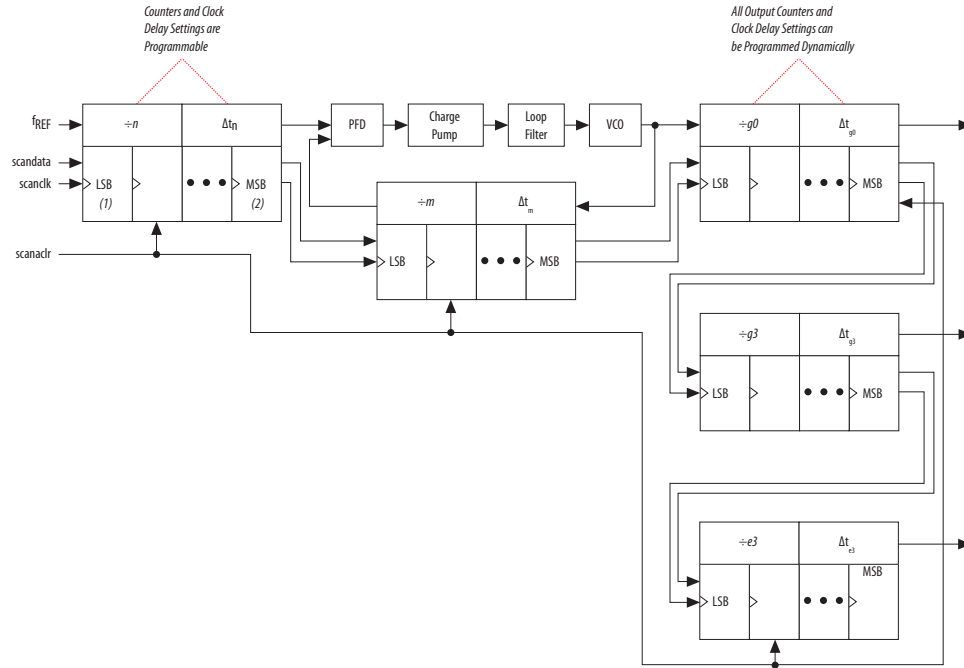 Counters and Clock
Delay Settings are
Programmable
All Output Counters and
Clock Delay Settings can
be Programmed Dynamically
fREF
÷n
Δtn
PFD
Charge
Pump
Loop
Filter
VCO
÷g0
Δtg0
scandata
scanclk
LSB
(1)
MSB
(2)
LSB
MSB
÷m
Δtm
LSB
MSB
scanaclr
÷g3
Δtg3
LSB
MSB
÷e3
Δte3
MSB
LSB